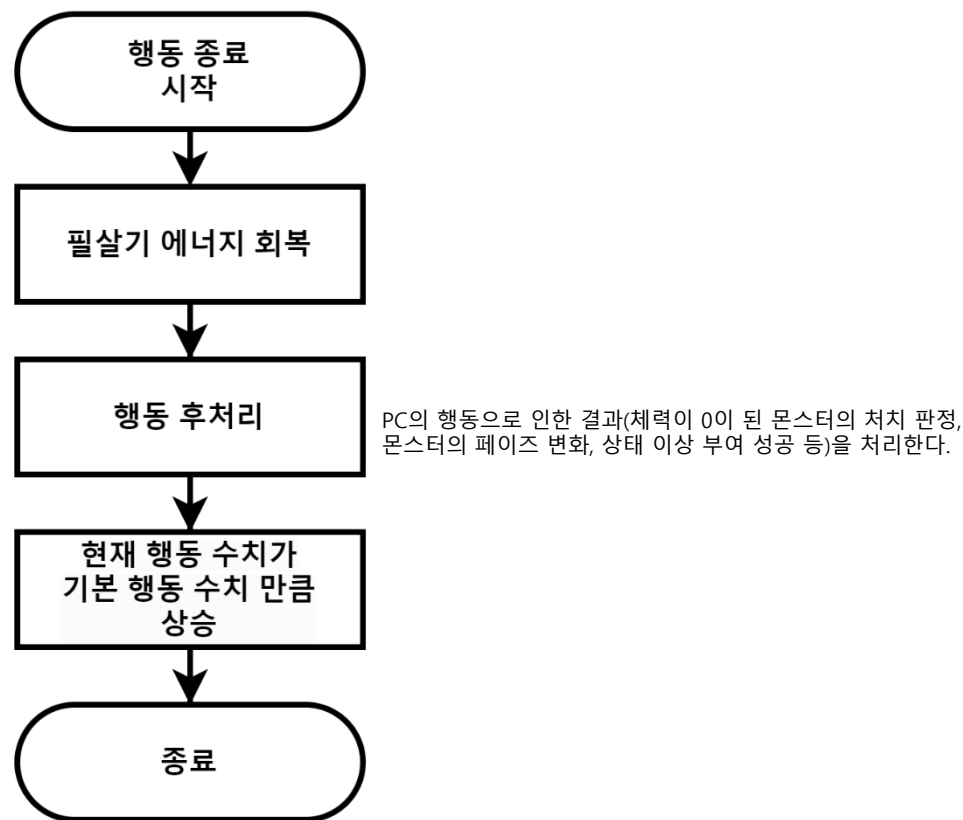 행동 종료
시작
필살기 에너지 회복
행동 후처리
PC의 행동으로 인한 결과(체력이 0이 된 몬스터의 처치 판정,
몬스터의 페이즈 변화, 상태 이상 부여 성공 등)을 처리한다.
현재 행동 수치가
기본 행동 수치 만큼
상승
종료